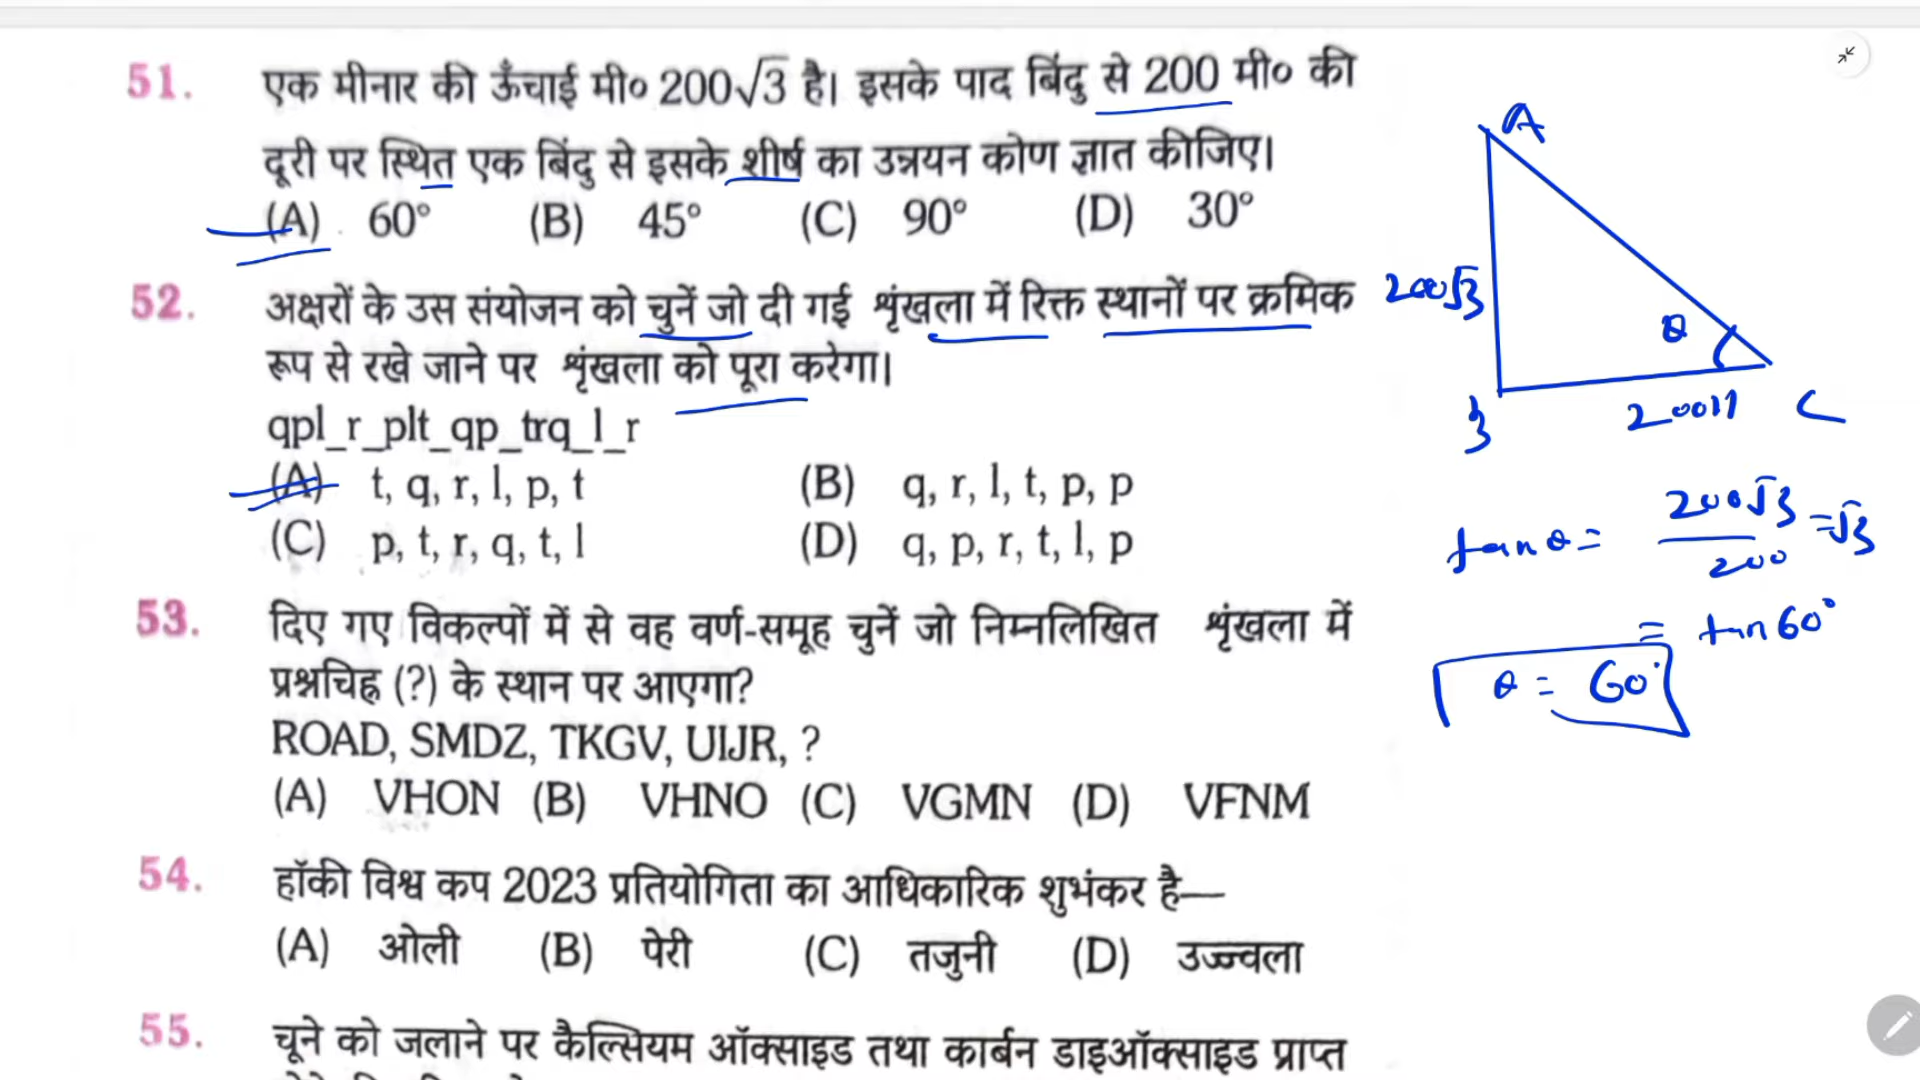 51. एक मीनार की ऊँचाई मी० 200√3 है। इसके पाद बिंदु से 200 मी० की
दूरी पर स्थित एक बिंदु से इसके शीर्ष का उन्नयन कोण ज्ञात कीजिए।
(A) 60° (B) 45° (C) 90° (D) 30°
52. अक्षरों के उस संयोजन को चुनें जो दी गई शृंखला में रिक्त स्थानों पर क्रमिक
रूप से रखे जाने पर शृंखला को पूरा करेगा।
qpl_r_plt_qp_trq_l_r
(A) t, q, r, l, p, t (B) q, r, l, t, p, p
(C) p, t, r, q, t, l (D) q, p, r, t, l, p
53. दिए गए विकल्पों में से वह वर्ण-समूह चुनें जो निम्नलिखित शृंखला में
प्रश्नचिह्न (?) के स्थान पर आएगा?
ROAD, SMDZ, TKGV, UIJR, ?
(A) VHON (B) VHNO (C) VGMN (D) VFNM
54. हॉकी विश्व कप 2023 प्रतियोगिता का आधिकारिक शुभंकर है—
(A) ओली (B) पेरी (C) तजुनी (D) उज्ज्वला
55. चूने को जलाने पर कैल्सियम ऑक्साइड तथा कार्बन डाइऑक्साइड प्राप्त
A
200√3
θ
B
200M
C
tan θ = 200√3 / 200 = √3
= tan 60°
θ = 60°